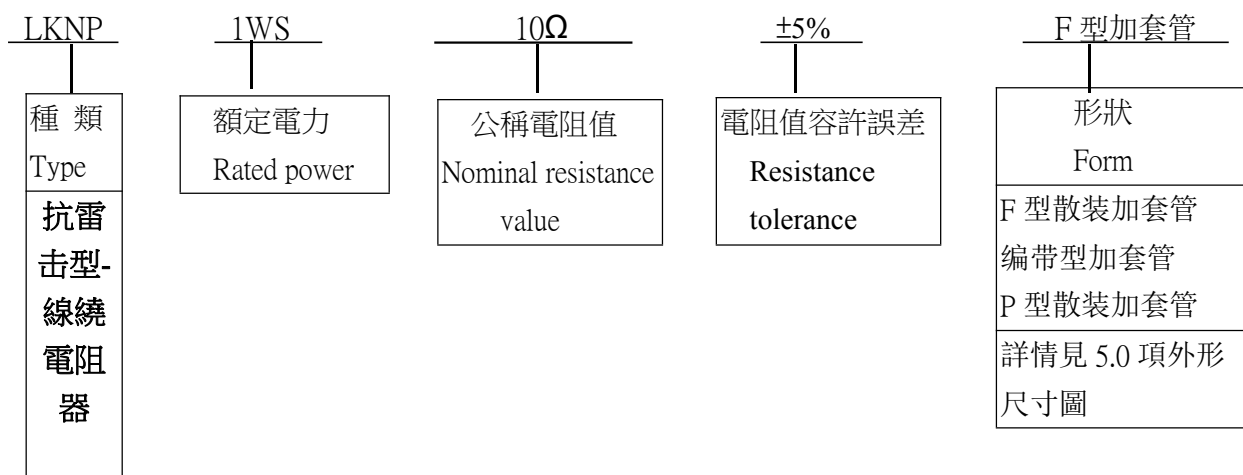 LKNP 1WS 10Ω ±5% F 型加套管
種 類
Type
抗雷
击型-
線繞
電阻
器
額定電力
Rated power
公稱電阻值
Nominal resistance
value
電阻值容許誤差
Resistance
tolerance
形狀
Form
F 型散装加套管
编带型加套管
P 型散装加套管
詳情見 5.0 項外形
尺寸圖